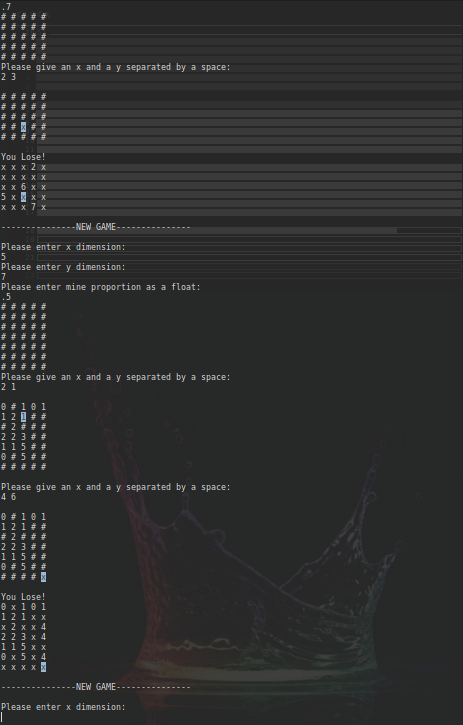 .7
# # # # #
# # # # #
# # # # #
# # # # #
# # # # #
Please give an x and a y separated by a space:
2 3
# # # # #
# # # # #
# # # # #
# # x # #
# # # # #
You Lose!
x x x 2 x
x x x x x
x x 6 x x
5 x x x x
x x x 7 x
---------------NEW GAME---------------
Please enter x dimension:
5
Please enter y dimension:
7
Please enter mine proportion as a float:
.5
# # # # #
# # # # #
# # # # #
# # # # #
# # # # #
# # # # #
# # # # #
Please give an x and a y separated by a space:
2 1
0 # 1 0 1
1 2 1 # #
# 2 # # #
2 2 3 # #
1 1 5 # #
0 # 5 # #
# # # # #
Please give an x and a y separated by a space:
4 6
0 # 1 0 1
1 2 1 # #
# 2 # # #
2 2 3 # #
1 1 5 # #
0 # 5 # #
# # # # x
You Lose!
0 x 1 0 1
1 2 1 x x
x 2 x x 4
2 2 3 x 4
1 1 5 x x
0 x 5 x 4
x x x x x
---------------NEW GAME---------------
Please enter x dimension: